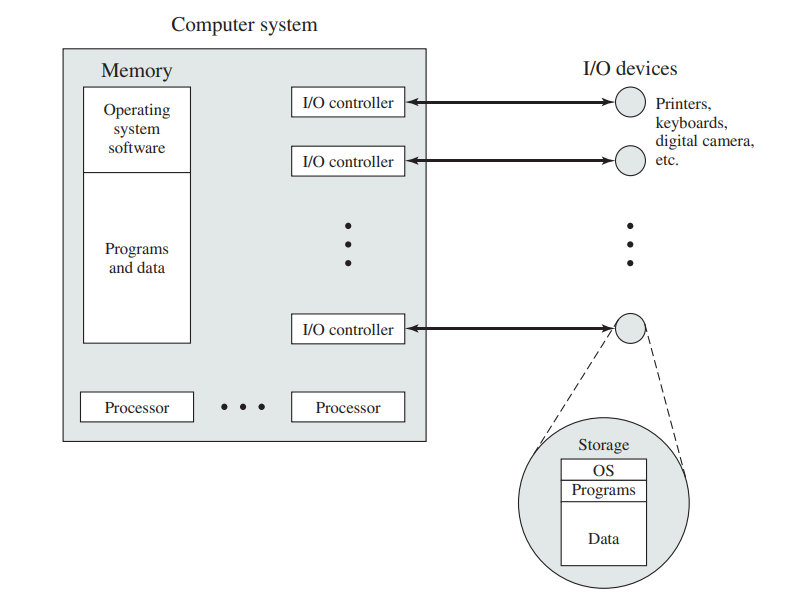 Computer system
Memory
Operating
system
software
Programs
and data
I/O controller
I/O controller
I/O controller
Processor
Processor
I/O devices
Printers,
keyboards,
digital camera,
etc.
Storage
OS
Programs
Data